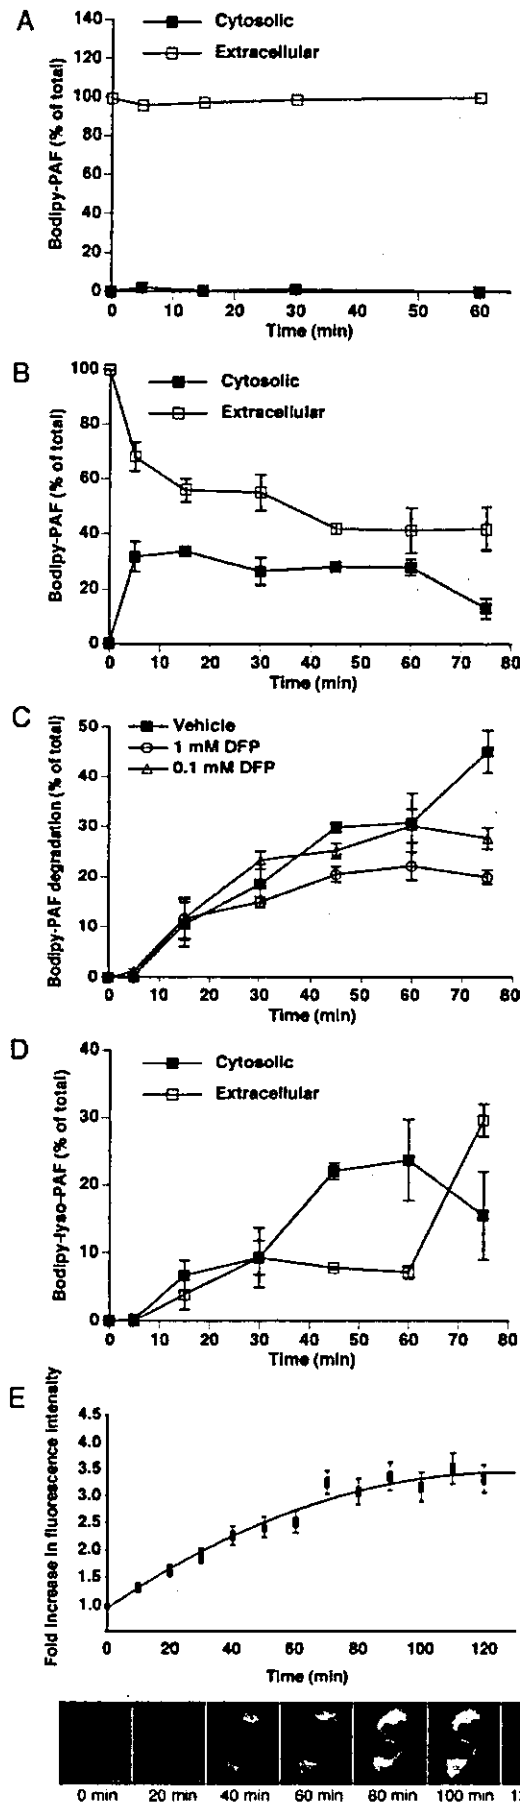 A
Cytosolic
Extracellular
Bodipy-PAF (% of total)
140
120
100
80
60
40
20
0
0 10 20 30 40 50 60
Time (min)
B
Cytosolic
Extracellular
Bodipy-PAF (% of total)
100
80
60
40
20
0
0 10 20 30 40 50 60 70 80
Time (min)
C
Vehicle
1 mM DFP
0.1 mM DFP
Bodipy-PAF degradation (% of total)
50
40
30
20
10
0
0 10 20 30 40 50 60 70 80
Time (min)
D
Cytosolic
Extracellular
Bodipy-lyso-PAF (% of total)
40
30
20
10
0
0 10 20 30 40 50 60 70 80
Time (min)
E
Fold Increase in fluorescence intensity
4.5
4.0
3.5
3.0
2.5
2.0
1.5
1.0
0 20 40 60 80 100 120
Time (min)
0 min 20 min 40 min 60 min 80 min 100 min